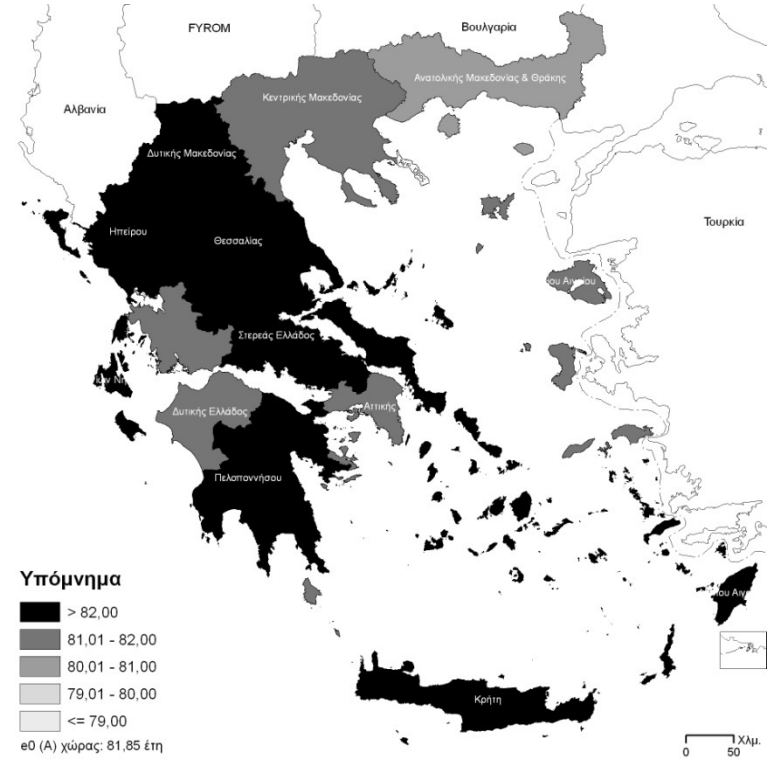 FYROM
Βουλγαρία
Ανατολικής Μακεδονίας & Θράκης
Κεντρικής Μακεδονίας
Αλβανία
Δυτικής Μακεδονίας
Τουρκία
Ηπείρου
Θεσσαλίας
Στερεάς Ελλάδος
Αττικής
Δυτικής Ελλάδος
Πελοποννήσου
Κρήτη
Υπόμνημα
> 82,00
81,01 - 82,00
80,01 - 81,00
79,01 - 80,00
<= 79,00
e0 (A) χώρας: 81,85 έτη
Χλμ.
0 50